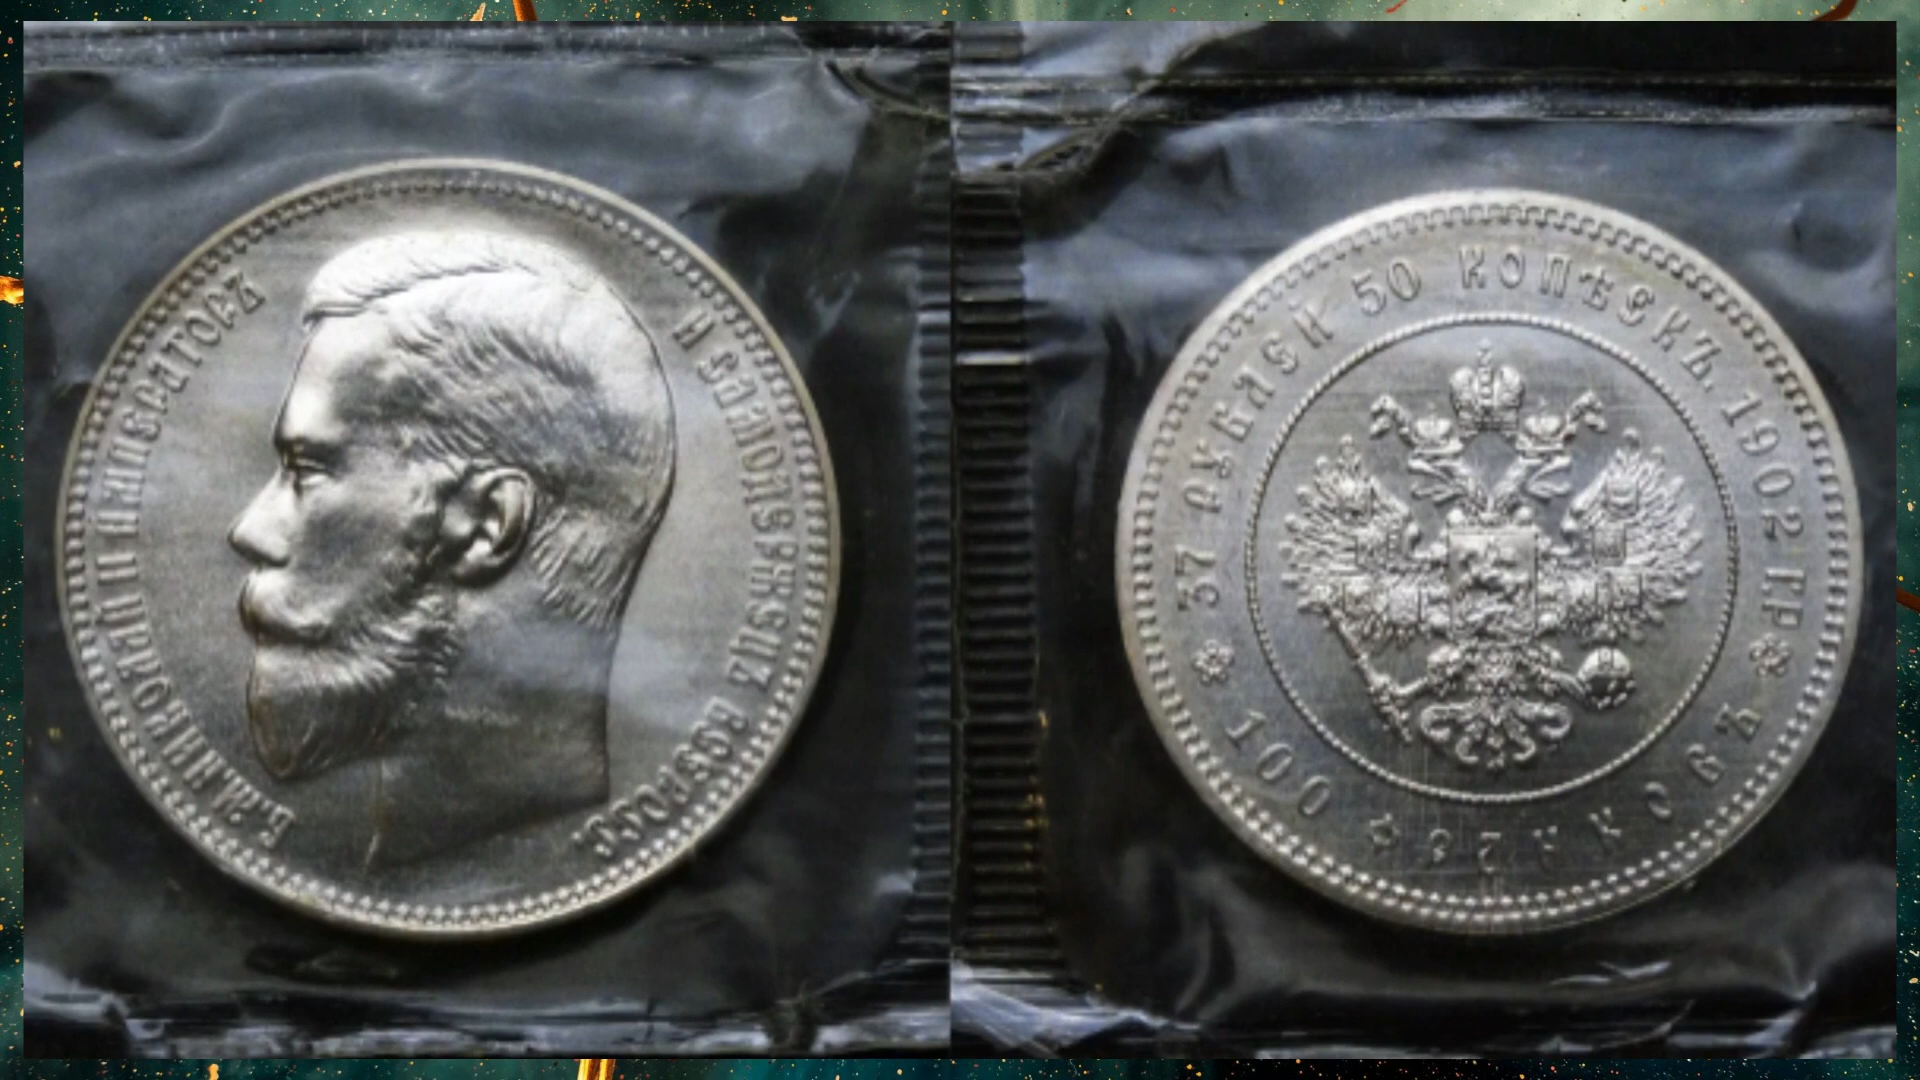 Б.М.НИКОЛАЙ II ИМПЕРАТОРЪ
И САМОДЕРЖЕЦЪ ВСЕРОСС.
37 РУБЛЕЙ 50 КОПѢЕКЪ. 1902 Г.Р
100 ФРАНКОВЪ